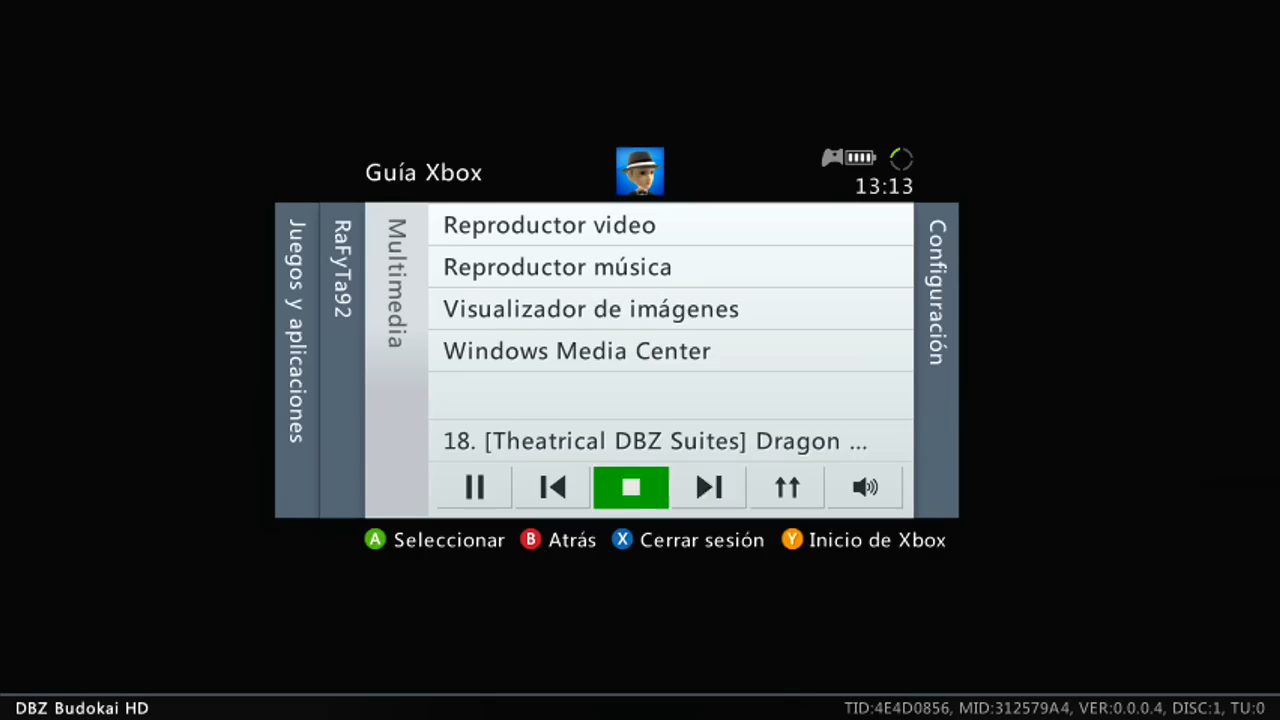 Guía Xbox
13:13
Juegos y aplicaciones
RaFyTa92
Multimedia
Reproductor video
Reproductor música
Visualizador de imágenes
Windows Media Center
18. [Theatrical DBZ Suites] Dragon ...
Configuración
A Seleccionar B Atrás X Cerrar sesión Y Inicio de Xbox
DBZ Budokai HD
TID:4E4D0856, MID:312579A4, VER:0.0.0.4, DISC:1, TU:0